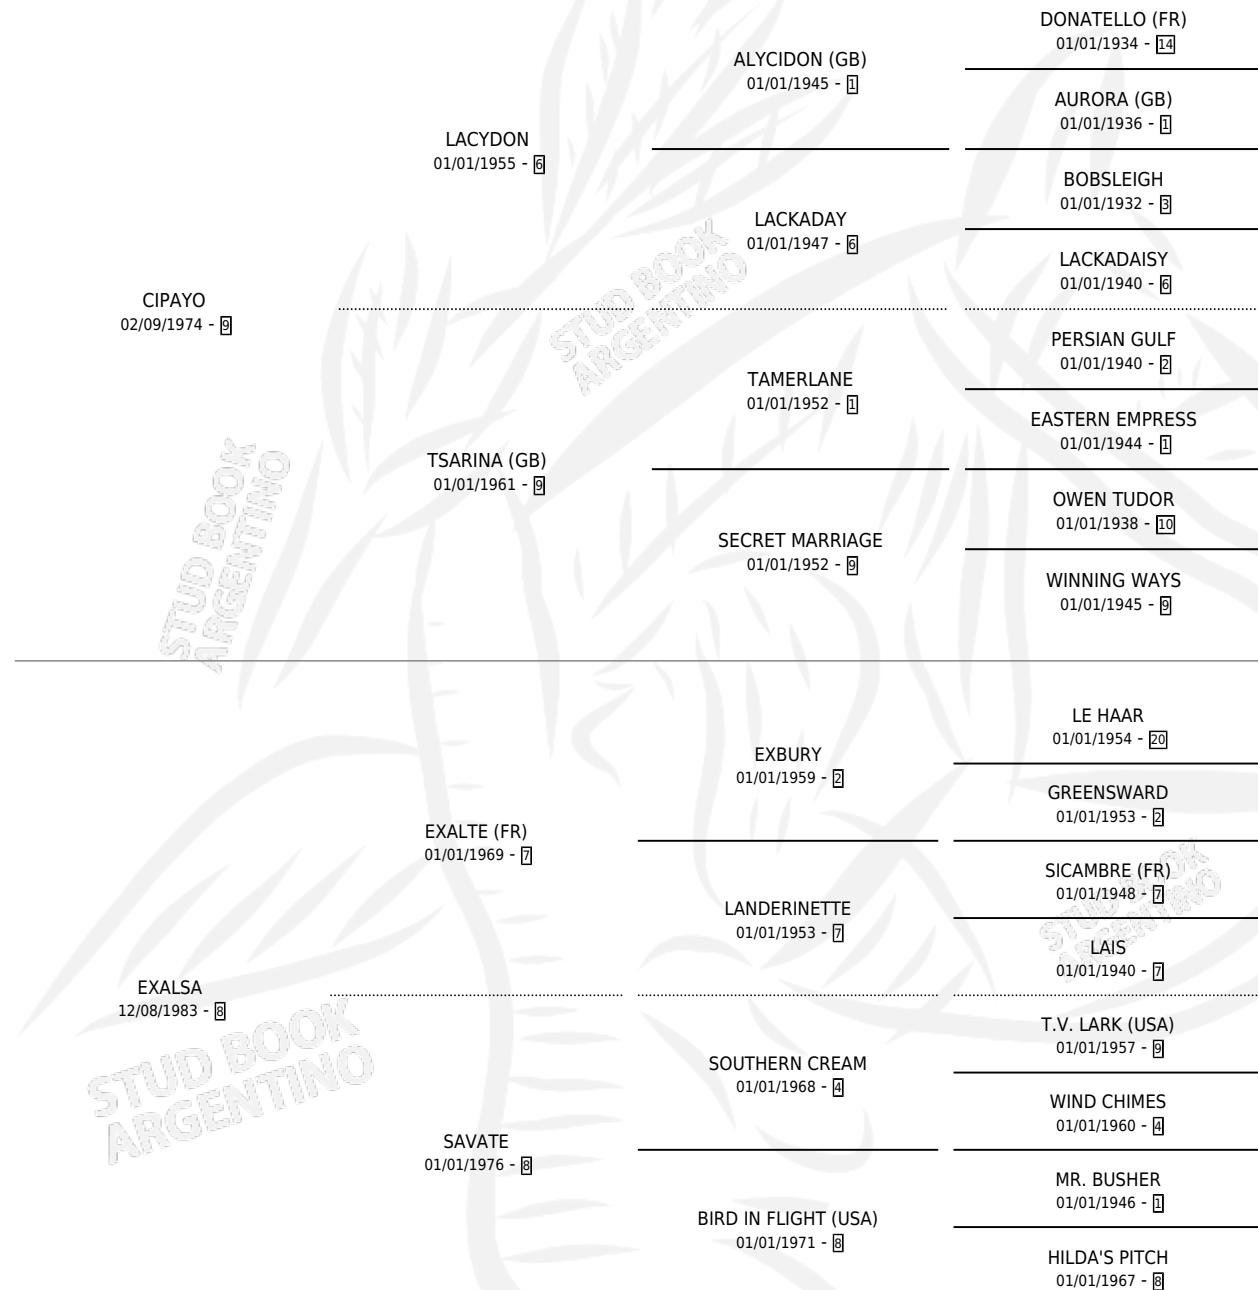 DONATELLO (FR)
01/01/1934 - 14
ALYCIDON (GB)
01/01/1945 - 1
AURORA (GB)
01/01/1936 - 1
LACYDON
01/01/1955 - 6
BOBSLEIGH
01/01/1932 - 3
LACKADAY
01/01/1947 - 6
LACKADAISY
01/01/1940 - 6
CIPAYO
02/09/1974 - 9
STUD BOOK
ARGENTINO
PERSIAN GULF
01/01/1940 - 2
TAMERLANE
01/01/1952 - 1
EASTERN EMPRESS
01/01/1944 - 1
TSARINA (GB)
01/01/1961 - 9
OWEN TUDOR
01/01/1938 - 10
SECRET MARRIAGE
01/01/1952 - 9
WINNING WAYS
01/01/1945 - 9
STUD BOOK
ARGENTINO
LE HAAR
01/01/1954 - 20
EXBURY
01/01/1959 - 2
GREENSWARD
01/01/1953 - 2
EXALTE (FR)
01/01/1969 - 7
SICAMBRE (FR)
01/01/1948 - 7
LANDERINETTE
01/01/1953 - 7
STUD BOOK
ARGENTINO
LAIS
01/01/1940 - 7
EXALSA
12/08/1983 - 8
T.V. LARK (USA)
01/01/1957 - 9
STUD BOOK
ARGENTINO
SOUTHERN CREAM
01/01/1968 - 4
WIND CHIMES
01/01/1960 - 4
SAVATE
01/01/1976 - 8
MR. BUSHER
01/01/1946 - 1
BIRD IN FLIGHT (USA)
01/01/1971 - 8
HILDA'S PITCH
01/01/1967 - 8